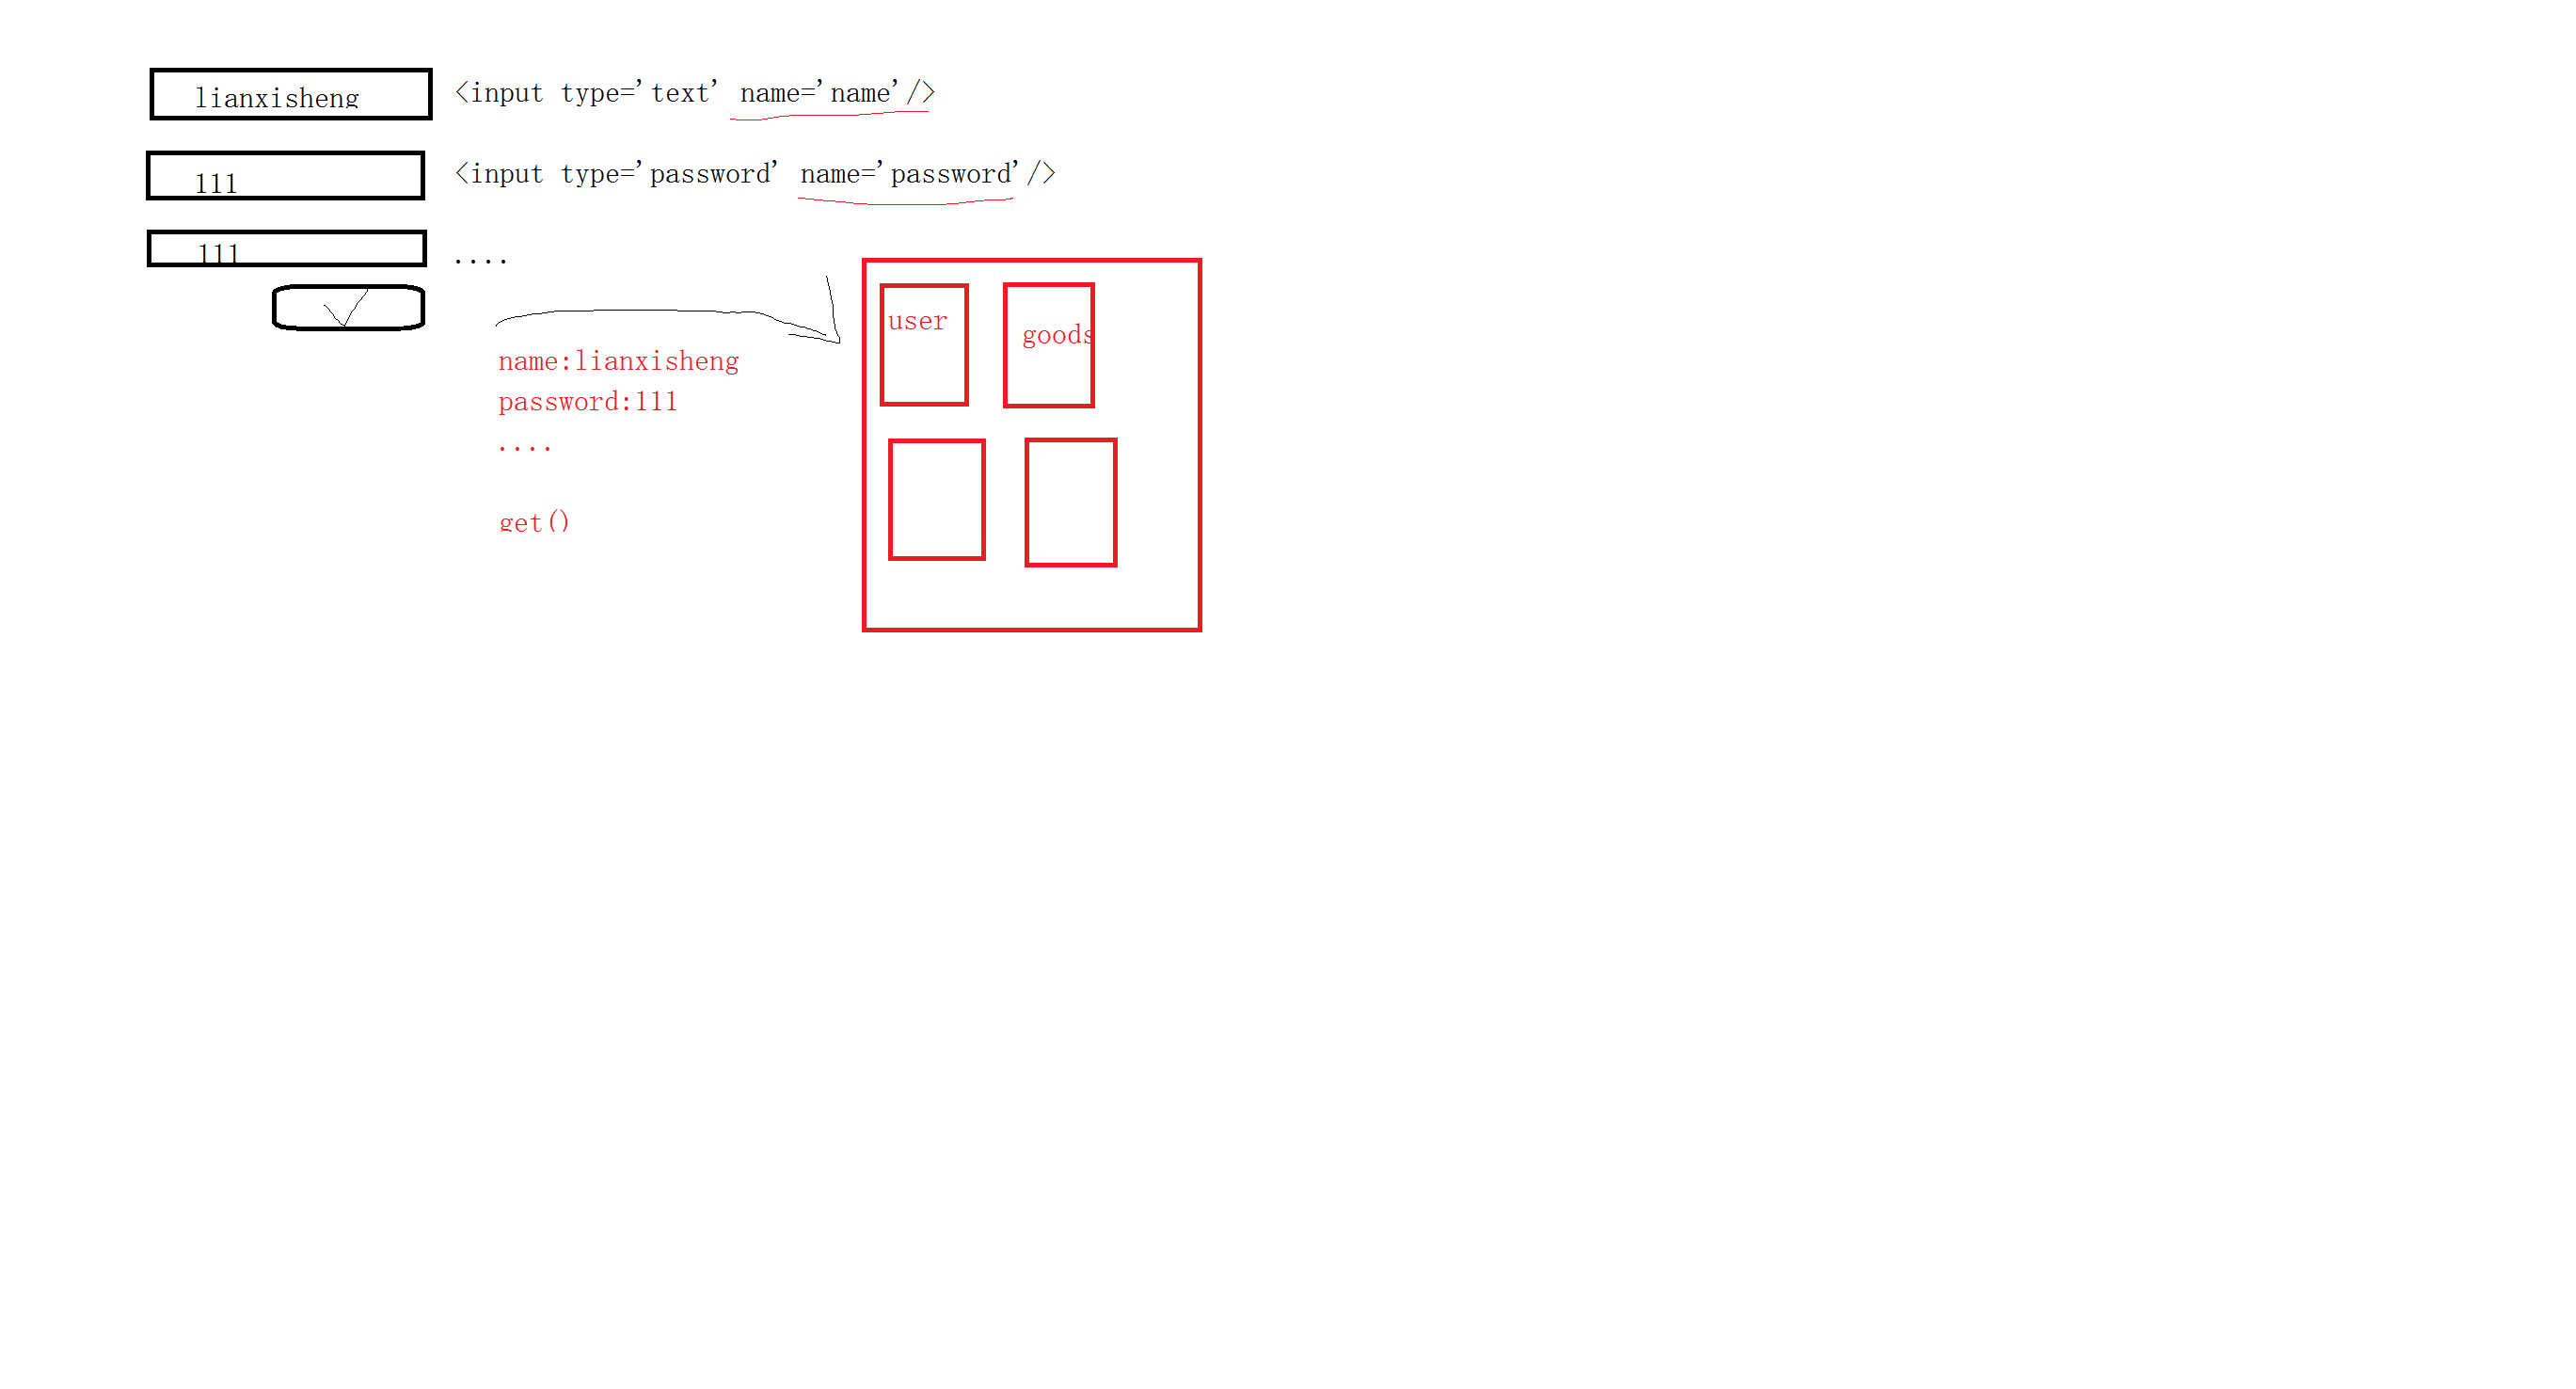 lianxisheng <input type='text' name='name'/>
111 <input type='password' name='password'/>
111 ....
user
goods
name:lianxisheng
password:111
....
get()